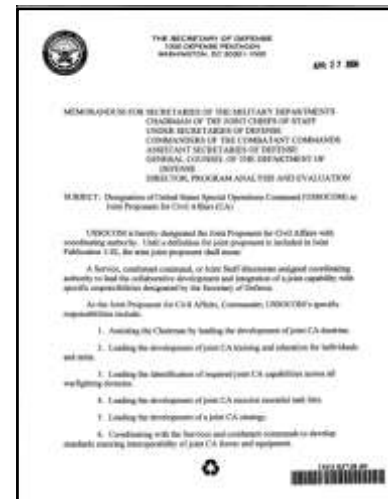 THE SECRETARY OF DEFENSE
1000 DEFENSE PENTAGON
WASHINGTON, DC 20301-1000
APR 27
MEMORANDUM FOR SECRETARIES OF THE MILITARY DEPARTMENTS
CHAIRMAN OF THE JOINT CHIEFS OF STAFF
UNDER SECRETARIES OF DEFENSE
COMMANDERS OF THE COMBATANT COMMANDS
ASSISTANT SECRETARIES OF DEFENSE
GENERAL COUNSEL OF THE DEPARTMENT OF
DEFENSE
DIRECTOR, PROGRAM ANALYSIS AND EVALUATION
SUBJECT: Designation of United States Special Operations Command (USSOCOM) as
Joint Proponent for Civil Affairs (CA)
USSOCOM is hereby designated the Joint Proponent for Civil Affairs with
coordinating authority. Until a definition for joint proponent is included in Joint
Publication 1-02, the term joint proponent shall mean:
A Service, combatant command, or Joint Staff directorate assigned coordinating
authority to lead the collaborative development and integration of a joint capability with
specific responsibilities designated by the Secretary of Defense.
As the Joint Proponent for Civil Affairs, Commander, USSOCOM's specific
responsibilities include:
1. Assisting the Chairman by leading the development of joint CA doctrine.
2. Leading the development of joint CA training and education for individuals
and units.
3. Leading the identification of required joint CA capabilities across all
warfighting domains.
4. Leading the development of joint CA mission essential task lists.
5. Leading the development of a joint CA strategy.
6. Coordinating with the Services and combatant commands to develop
standards ensuring interoperability of joint CA forces and equipment.